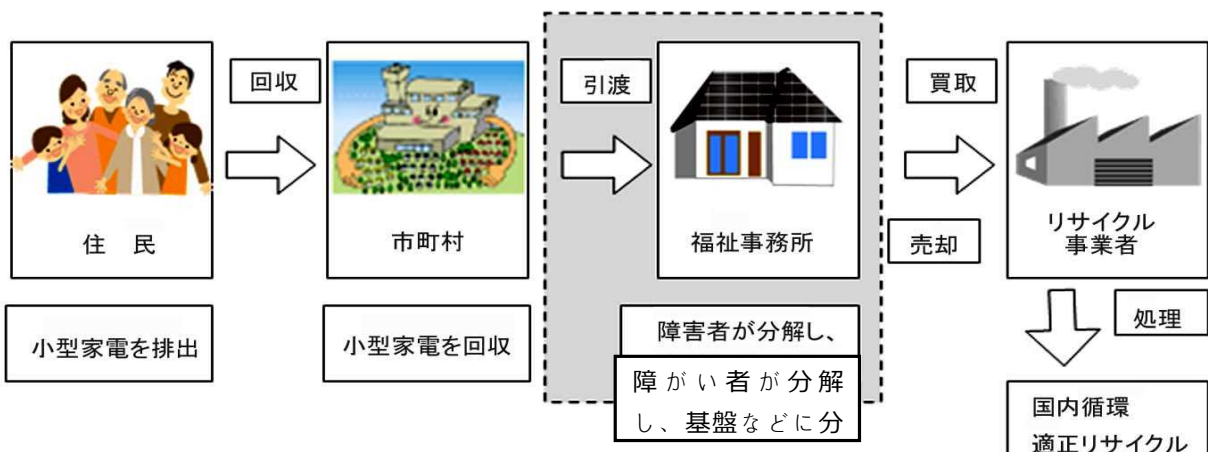 回収
引渡
買取
住　民
市町村
福祉事務所
売却
リサイクル
事業者
小型家電を排出
小型家電を回収
障害者が分解し、
障がい者が分解
し、基盤などに分
処理
国内循環
適正リサイクル